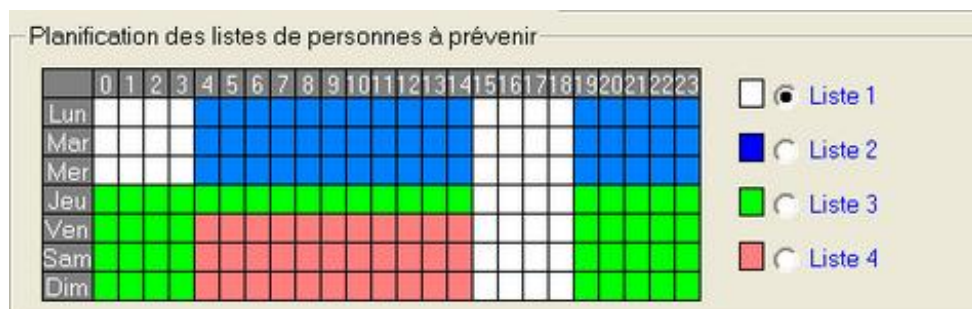 Planification des listes de personnes à prévenir
0 1 2 3 4 5 6 7 8 9 10 11 12 13 14 15 16 17 18 19 20 21 22 23
Lun
Mar
Mer
Jeu
Ven
Sam
Dim
Liste 1
Liste 2
Liste 3
Liste 4